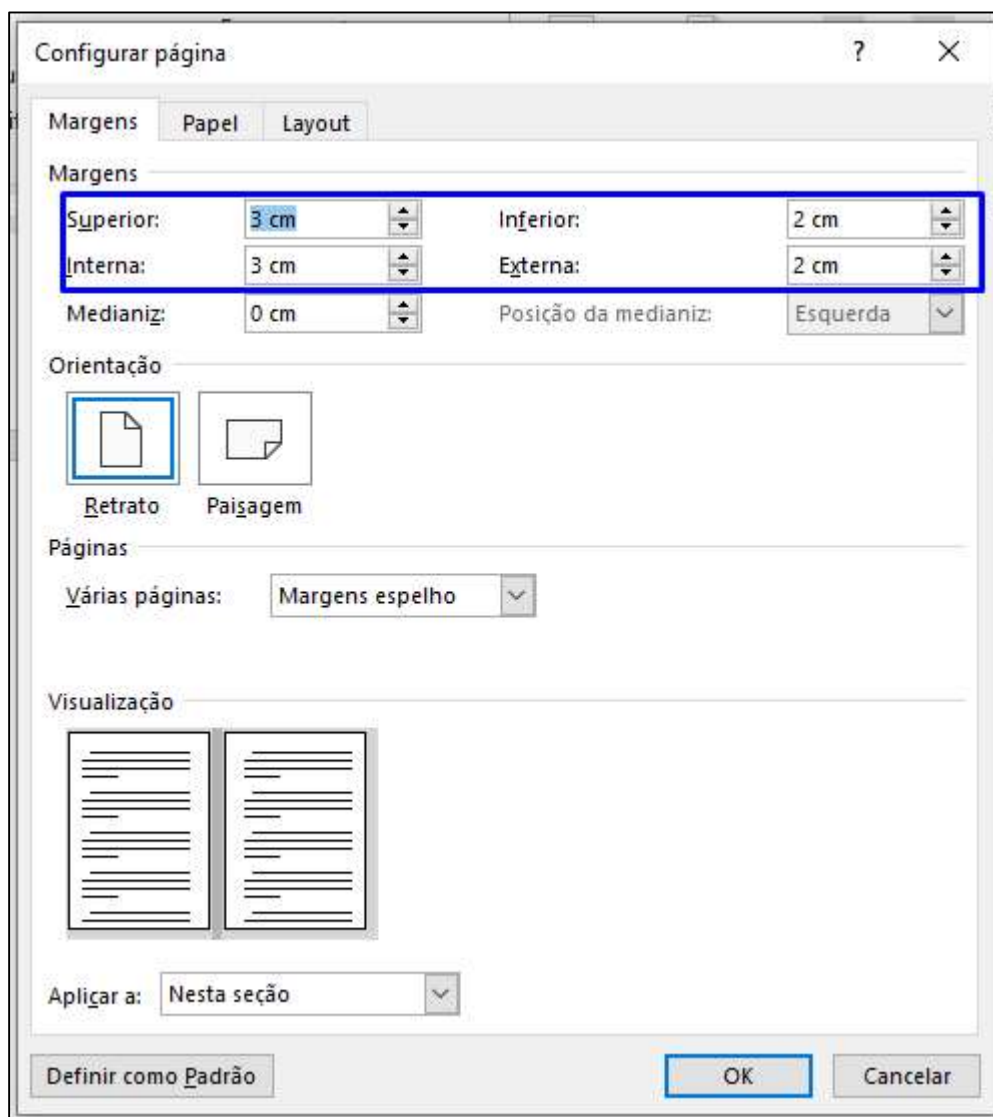 Configurar página ? ×
Margens Papel Layout
Margens
Superior: 3 cm Inferior: 2 cm
Interna: 3 cm Externa: 2 cm
Medianiz: 0 cm Posição da medianiz: Esquerda
Orientação
Retrato Paisagem
Páginas
Várias páginas: Margens espelho
Visualização
Aplicar a: Nesta seção
Definir como Padrão OK Cancelar